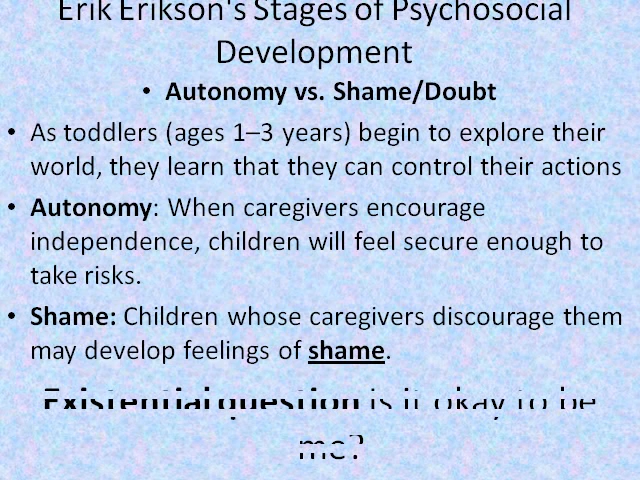 Erik Erikson's Stages of Psychosocial
Development
• Autonomy vs. Shame/Doubt
• As toddlers (ages 1–3 years) begin to explore their
world, they learn that they can control their actions
• Autonomy: When caregivers encourage
independence, children will feel secure enough to
take risks.
• Shame: Children whose caregivers discourage them
may develop feelings of shame.
Existential question is it okay to be
me?